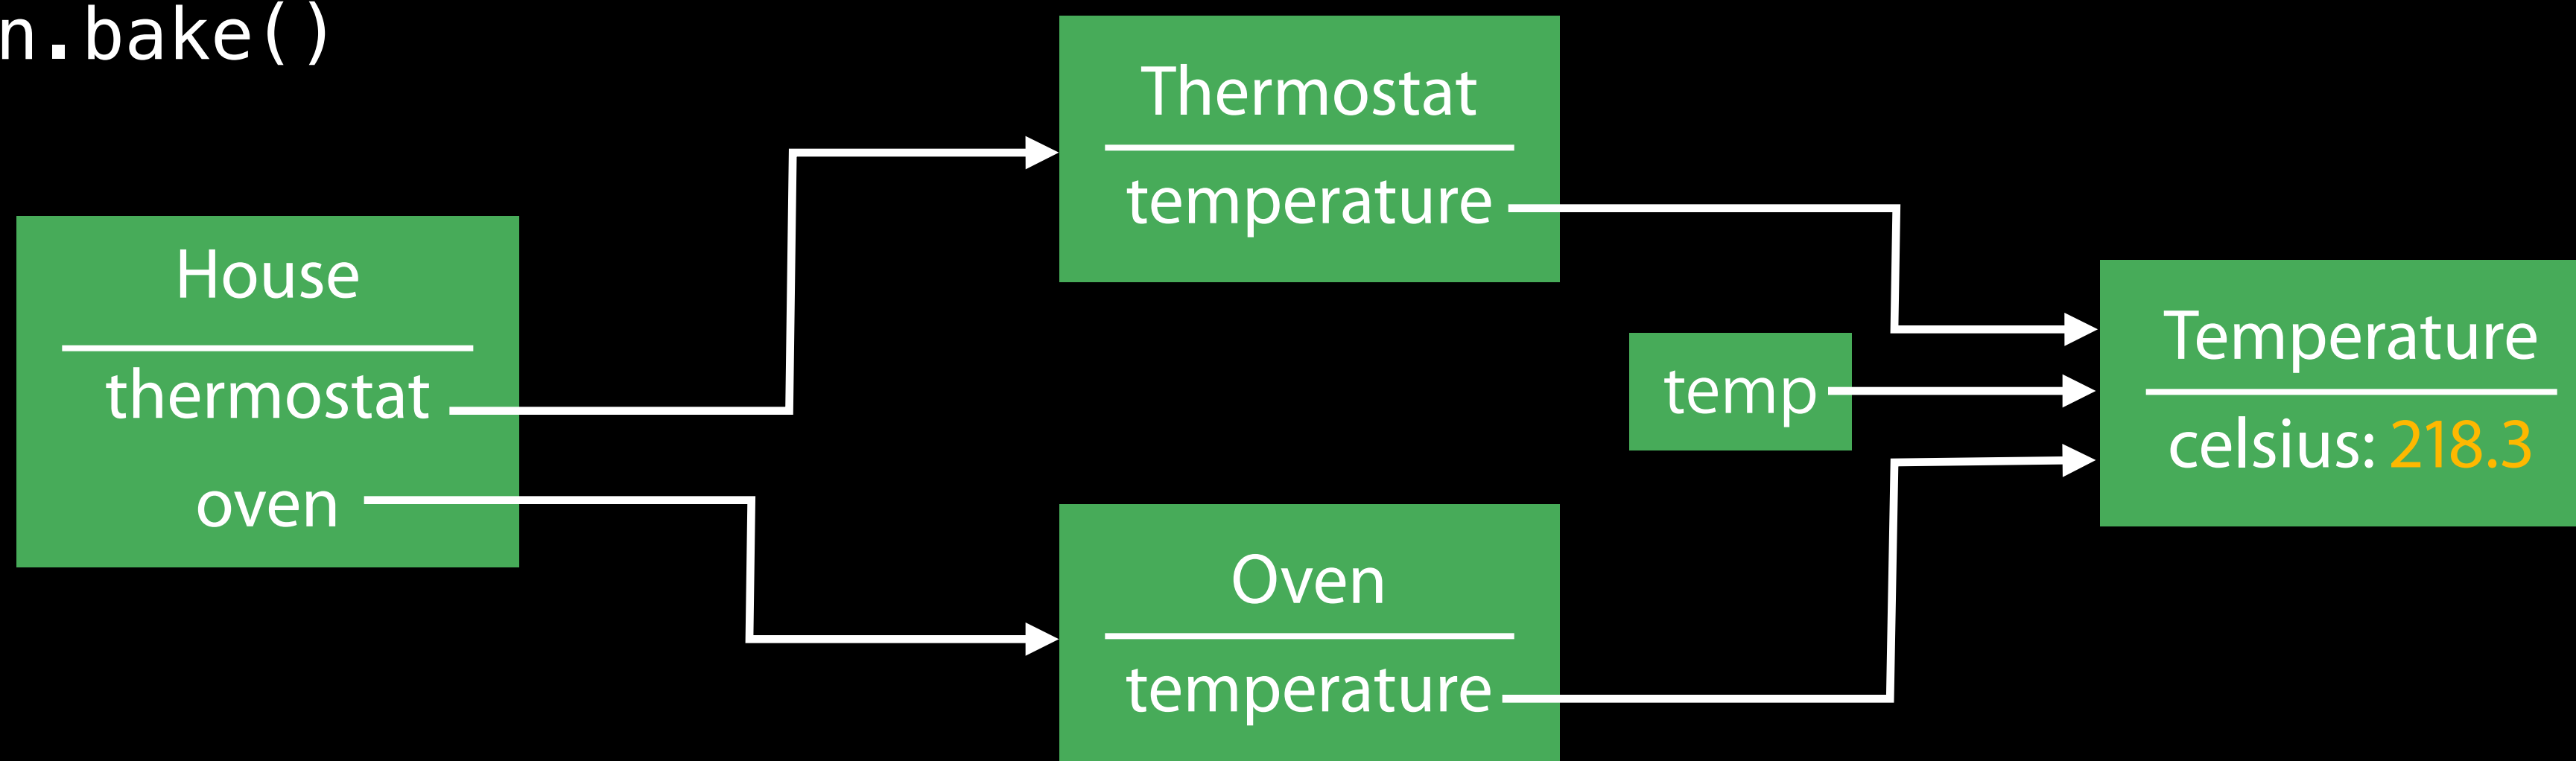 n.bake()
House
thermostat
oven
Thermostat
temperature
Oven
temperature
temp
Temperature
celsius: 218.3